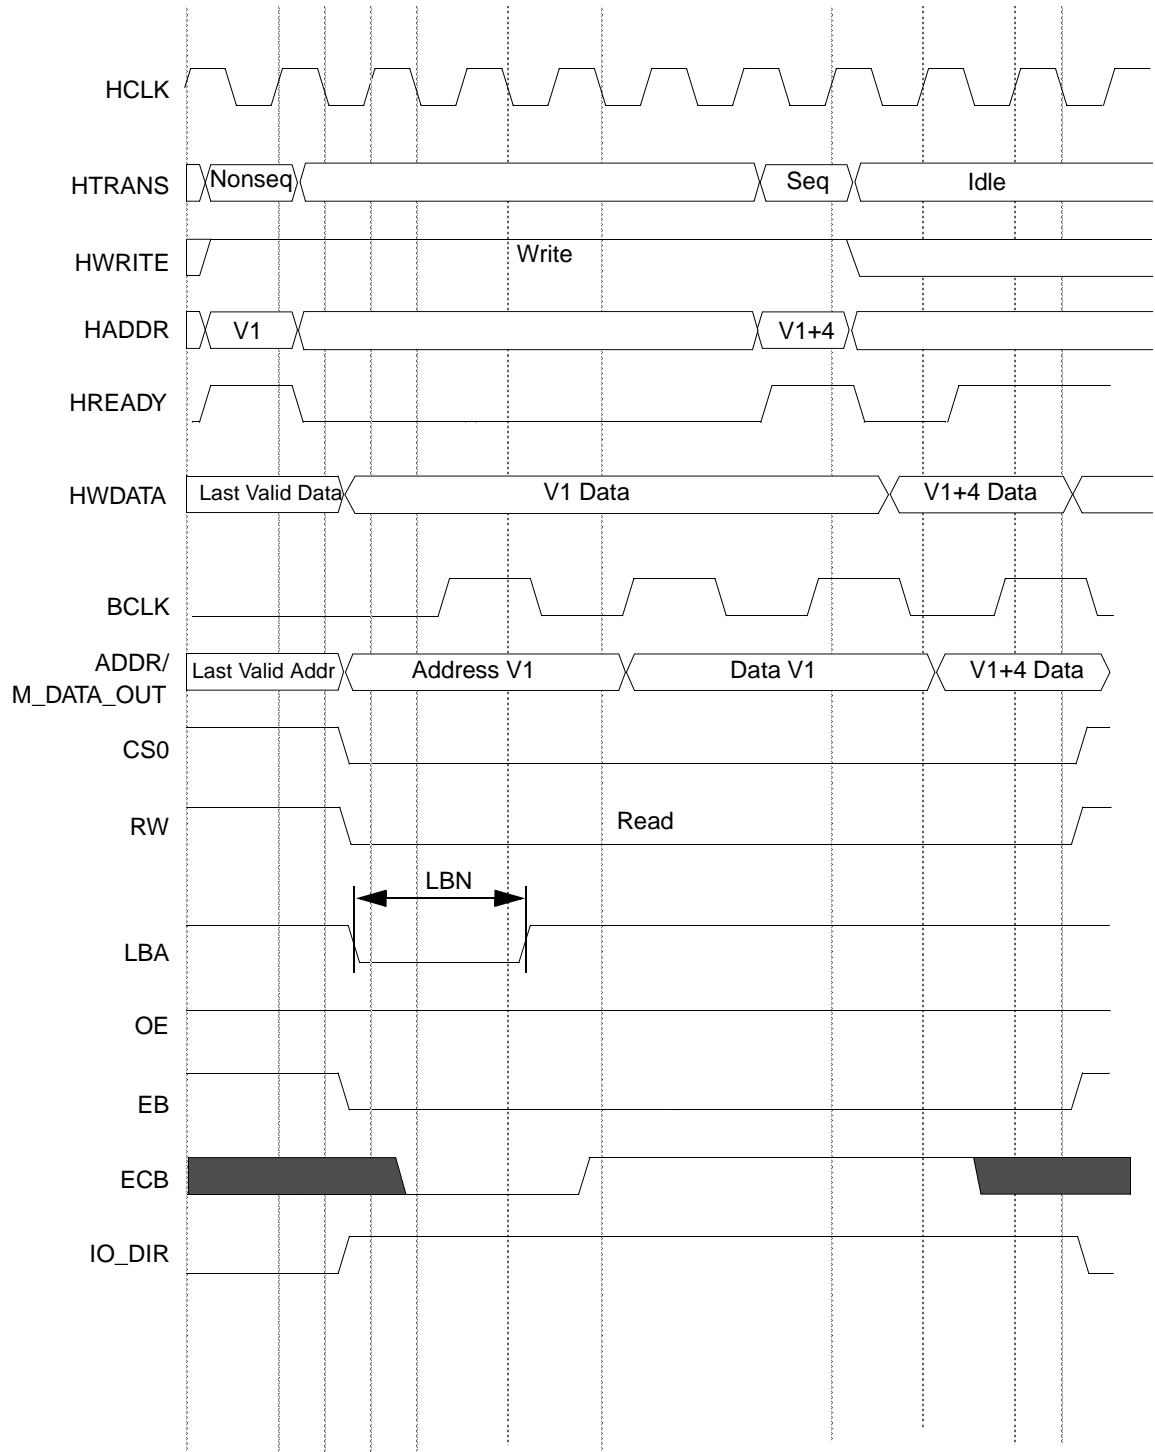 HCLK
HTRANS
Nonseq
Seq
Idle
HWRITE
Write
HADDR
V1
V1+4
HREADY
HWDATA
Last Valid Data
V1 Data
V1+4 Data
BCLK
ADDR/
M_DATA_OUT
Last Valid Addr
Address V1
Data V1
V1+4 Data
CS0
RW
Read
LBN
LBA
OE
EB
ECB
IO_DIR